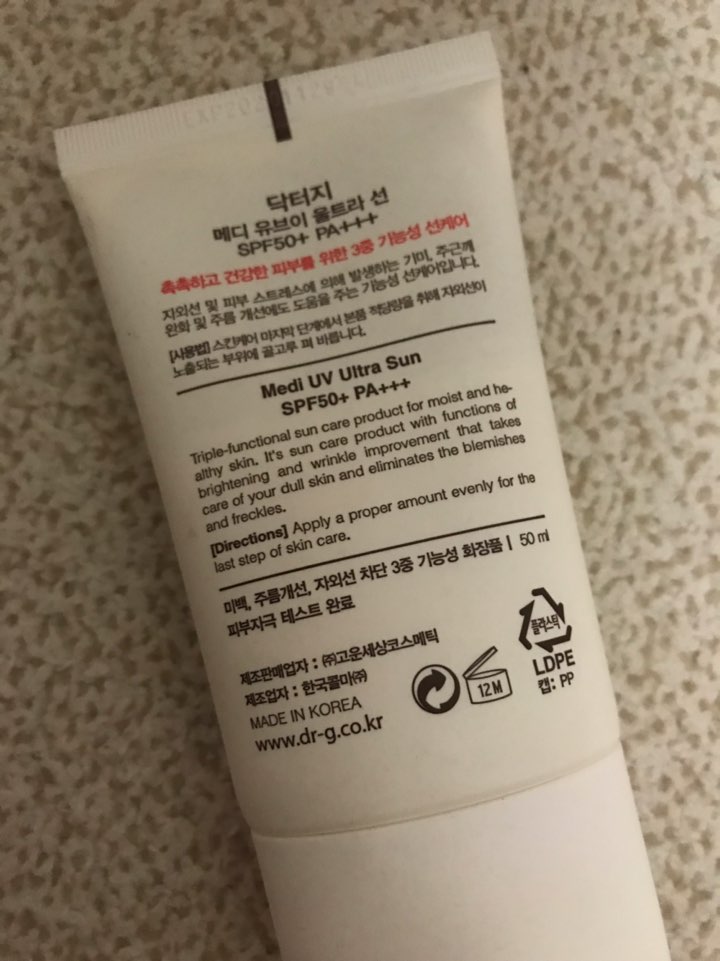 닥터지
메디 유브이 울트라 선
SPF50+ PA+++
촉촉하고 건강한 피부를 위한 3중 기능성 선케어
자외선 및 피부 스트레스에 의해 발생하는 기미, 주근깨
완화 및 주름 개선에도 도움을 주는 기능성 선케어입니다.
[사용법] 스킨케어 마지막 단계에서 본품 적당량을 취해 자외선이
노출되는 부위에 골고루 펴 바릅니다.
Medi UV Ultra Sun
SPF50+ PA+++
Triple-functional sun care product for moist and he-
althy skin. It's sun care product with functions of
brightening and wrinkle improvement that takes
care of your dull skin and eliminates the blemishes
and freckles.
[Directions] Apply a proper amount evenly for the
last step of skin care.
미백, 주름개선, 자외선 차단 3중 기능성 화장품 | 50 ml
피부자극 테스트 완료
제조판매업자 : ㈜고운세상코스메틱
제조업자 : 한국콜마㈜
MADE IN KOREA
www.dr-g.co.kr
12M
플라스틱
LDPE
캡: PP